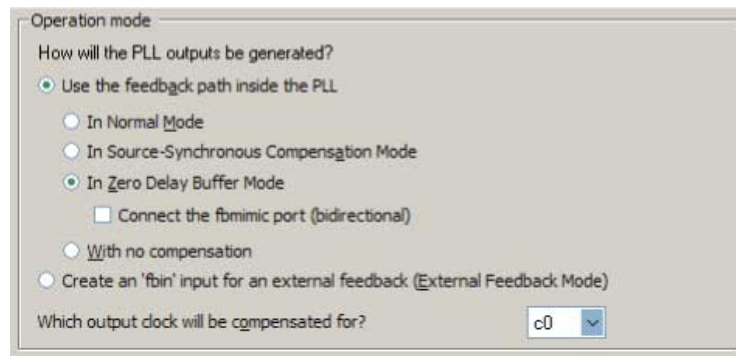 Operation mode
How will the PLL outputs be generated?
Use the feedback path inside the PLL
In Normal Mode
In Source-Synchronous Compensation Mode
In Zero Delay Buffer Mode
Connect the fbmimic port (bidirectional)
With no compensation
Create an 'fbin' input for an external feedback (External Feedback Mode)
Which output clock will be compensated for? c0